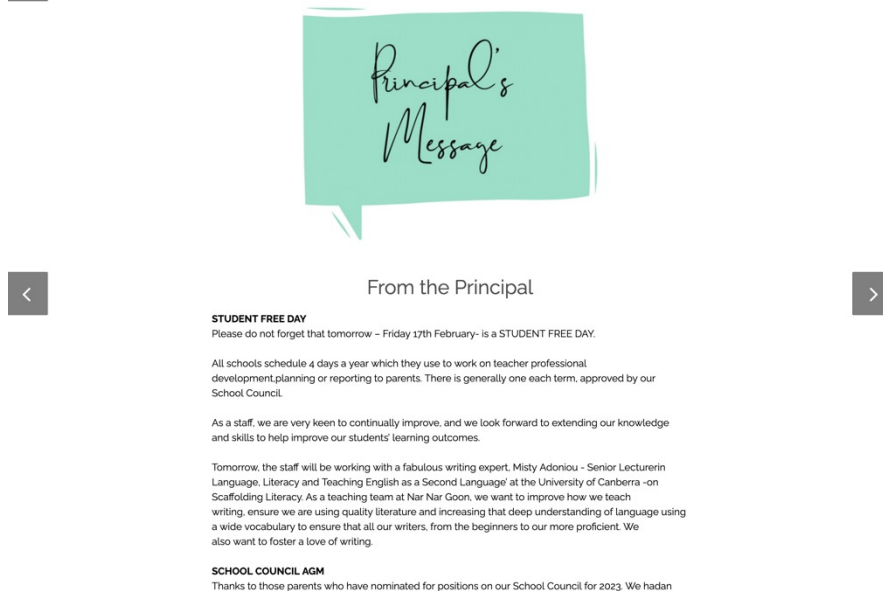 Principal's
Message
From the Principal
STUDENT FREE DAY
Please do not forget that tomorrow – Friday 17th February- is a STUDENT FREE DAY.
All schools schedule 4 days a year which they use to work on teacher professional
development,planning or reporting to parents. There is generally one each term, approved by our
School Council.
As a staff, we are very keen to continually improve, and we look forward to extending our knowledge
and skills to help improve our students' learning outcomes.
Tomorrow, the staff will be working with a fabulous writing expert, Misty Adoniou - Senior Lecturerin
Language, Literacy and Teaching English as a Second Language' at the University of Canberra -on
Scaffolding Literacy. As a teaching team at Nar Nar Goon, we want to improve how we teach
writing, ensure we are using quality literature and increasing that deep understanding of language using
a wide vocabulary to ensure that all our writers, from the beginners to our more proficient. We
also want to foster a love of writing.
SCHOOL COUNCIL AGM
Thanks to those parents who have nominated for positions on our School Council for 2023. We hadan